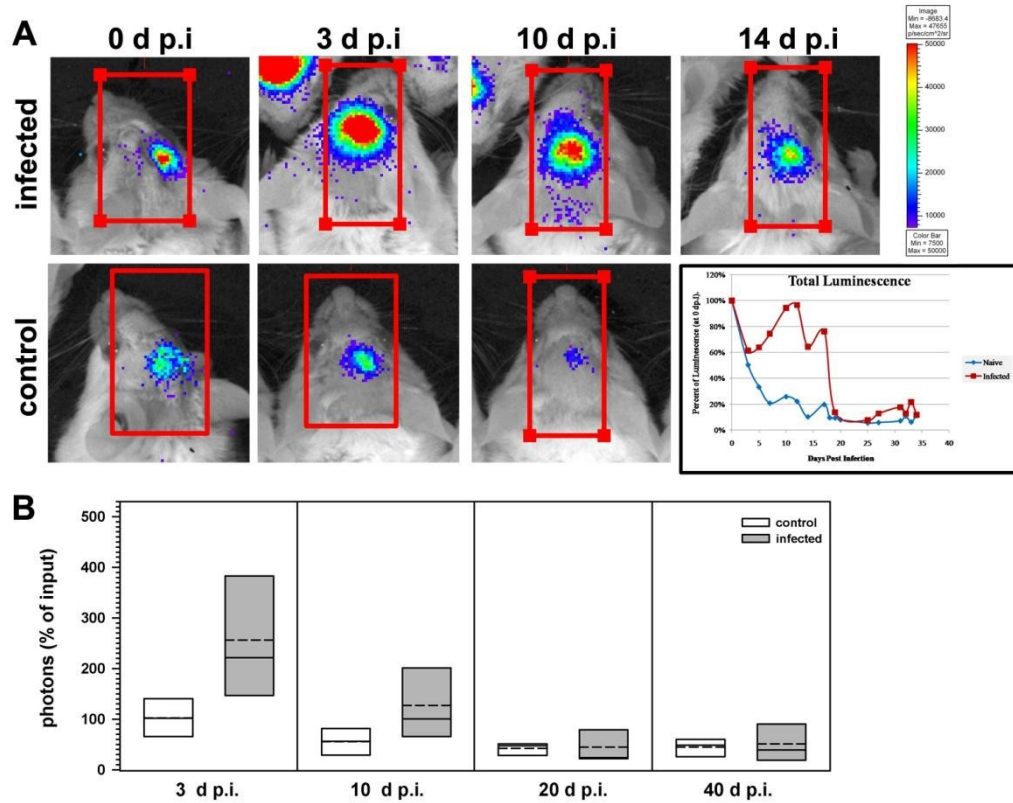 A
0 d p.i
3 d p.i
10 d p.i
14 d p.i
Image
Min = -8683.4
Max = 47655
p/sec/cm^2/sr
50000
40000
30000
20000
10000
Color Bar
Min = 7500
Max = 50000
infected
control
Total Luminescence
Percent of Luminescence (at 0 dp.i).
120%
100%
80%
60%
40%
20%
0%
0 5 10 15 20 25 30 35 40
Days Post Infection
Naive
Infected
B
photons (% of input)
500
400
300
200
100
0
control
infected
3 d p.i.
10 d p.i.
20 d p.i.
40 d p.i.